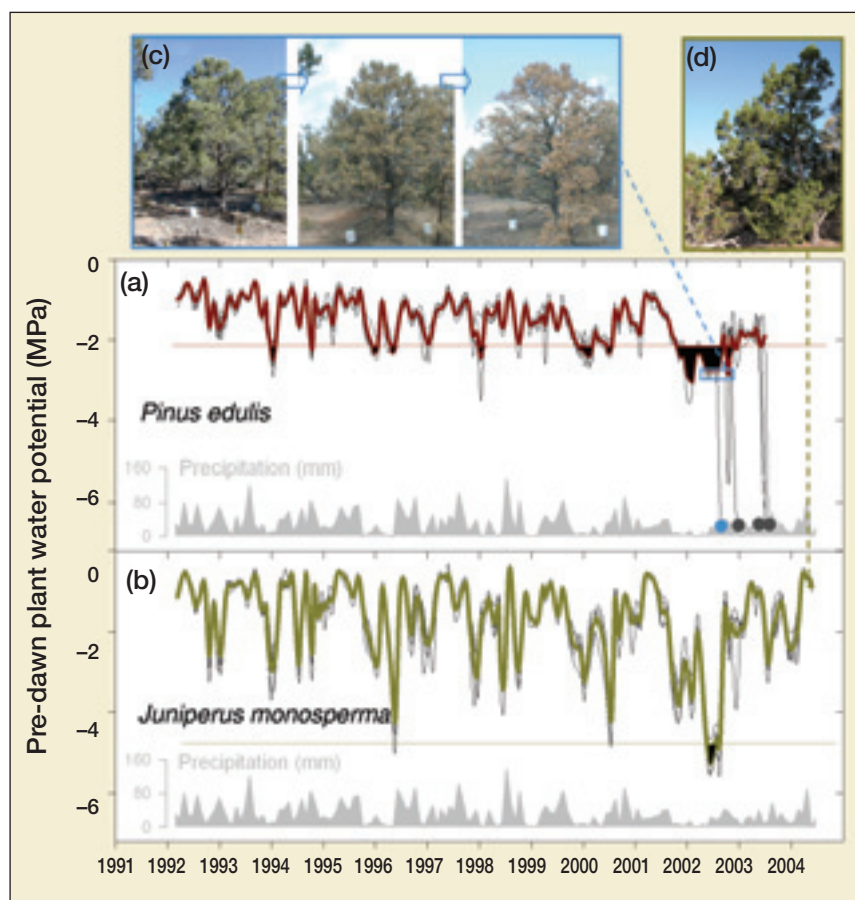 (c)
(d)
Pre-dawn plant water potential (MPa)
0
(a)
−2
Pinus edulis
−4
160
Precipitation (mm)
80
−6
0
(b)
0
−2
Juniperus monosperma
−4
160
Precipitation (mm)
80
−6
0
1991 1992 1993 1994 1995 1996 1997 1998 1999 2000 2001 2002 2003 2004